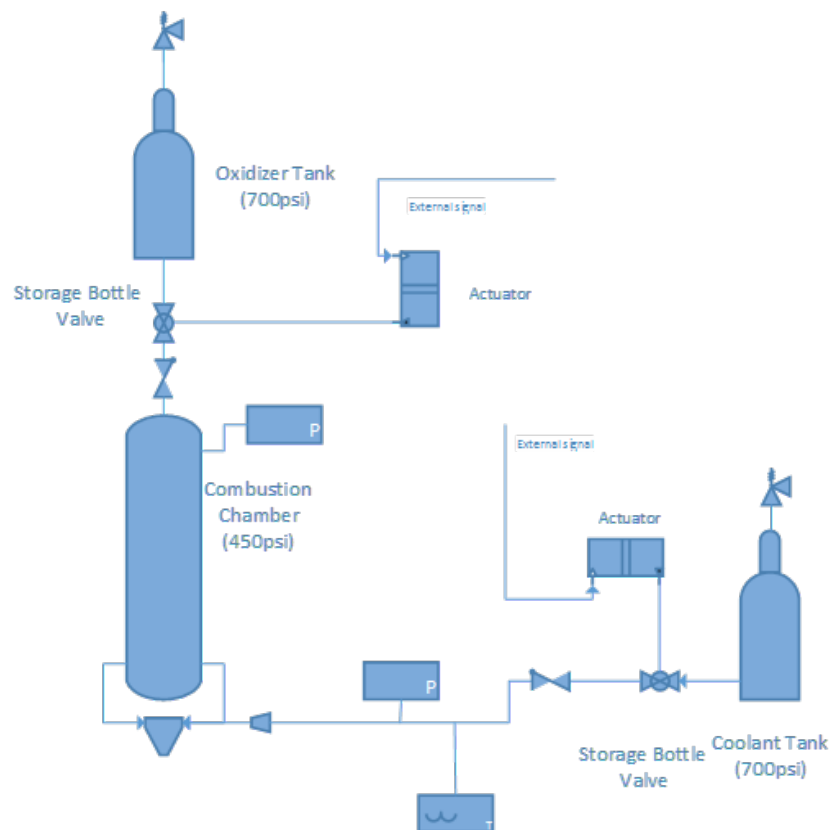 Oxidizer Tank
(700psi)
External signal
Storage Bottle
Valve
Actuator
P
External signal
Combustion
Chamber
(450psi)
Actuator
P
Storage Bottle
Valve
Coolant Tank
(700psi)
T